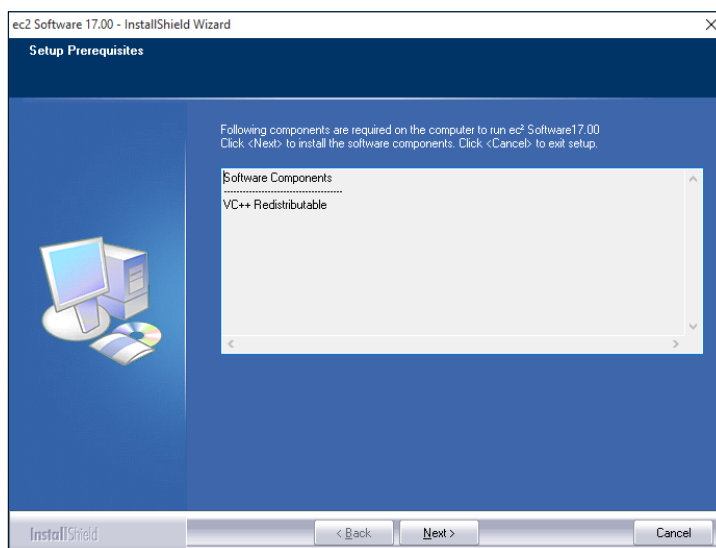 ec2 Software 17.00 - InstallShield Wizard
Setup Prerequisites
Following components are required on the computer to run ec² Software17.00
Click <Next> to install the software components. Click <Cancel> to exit setup.
Software Components
-------------------------------------
VC++ Redistributable
InstallShield
< Back
Next >
Cancel